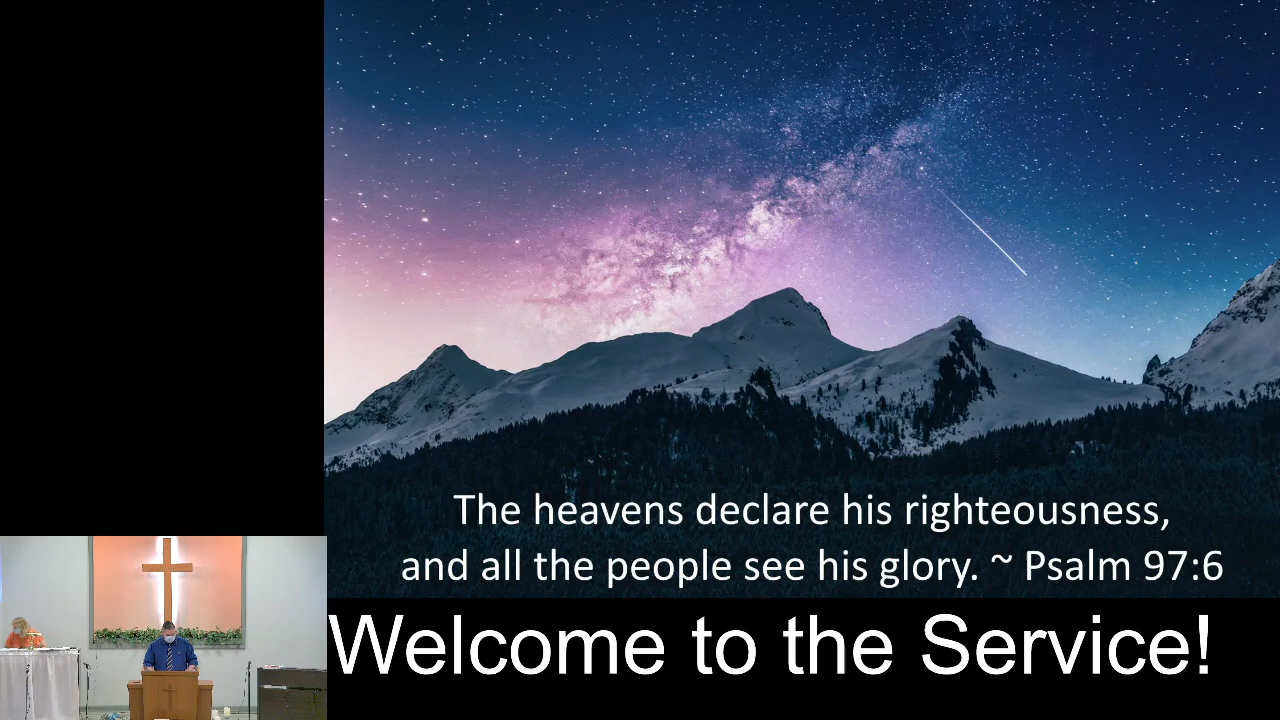 The heavens declare his righteousness,
and all the people see his glory. ~ Psalm 97:6
Welcome to the Service!